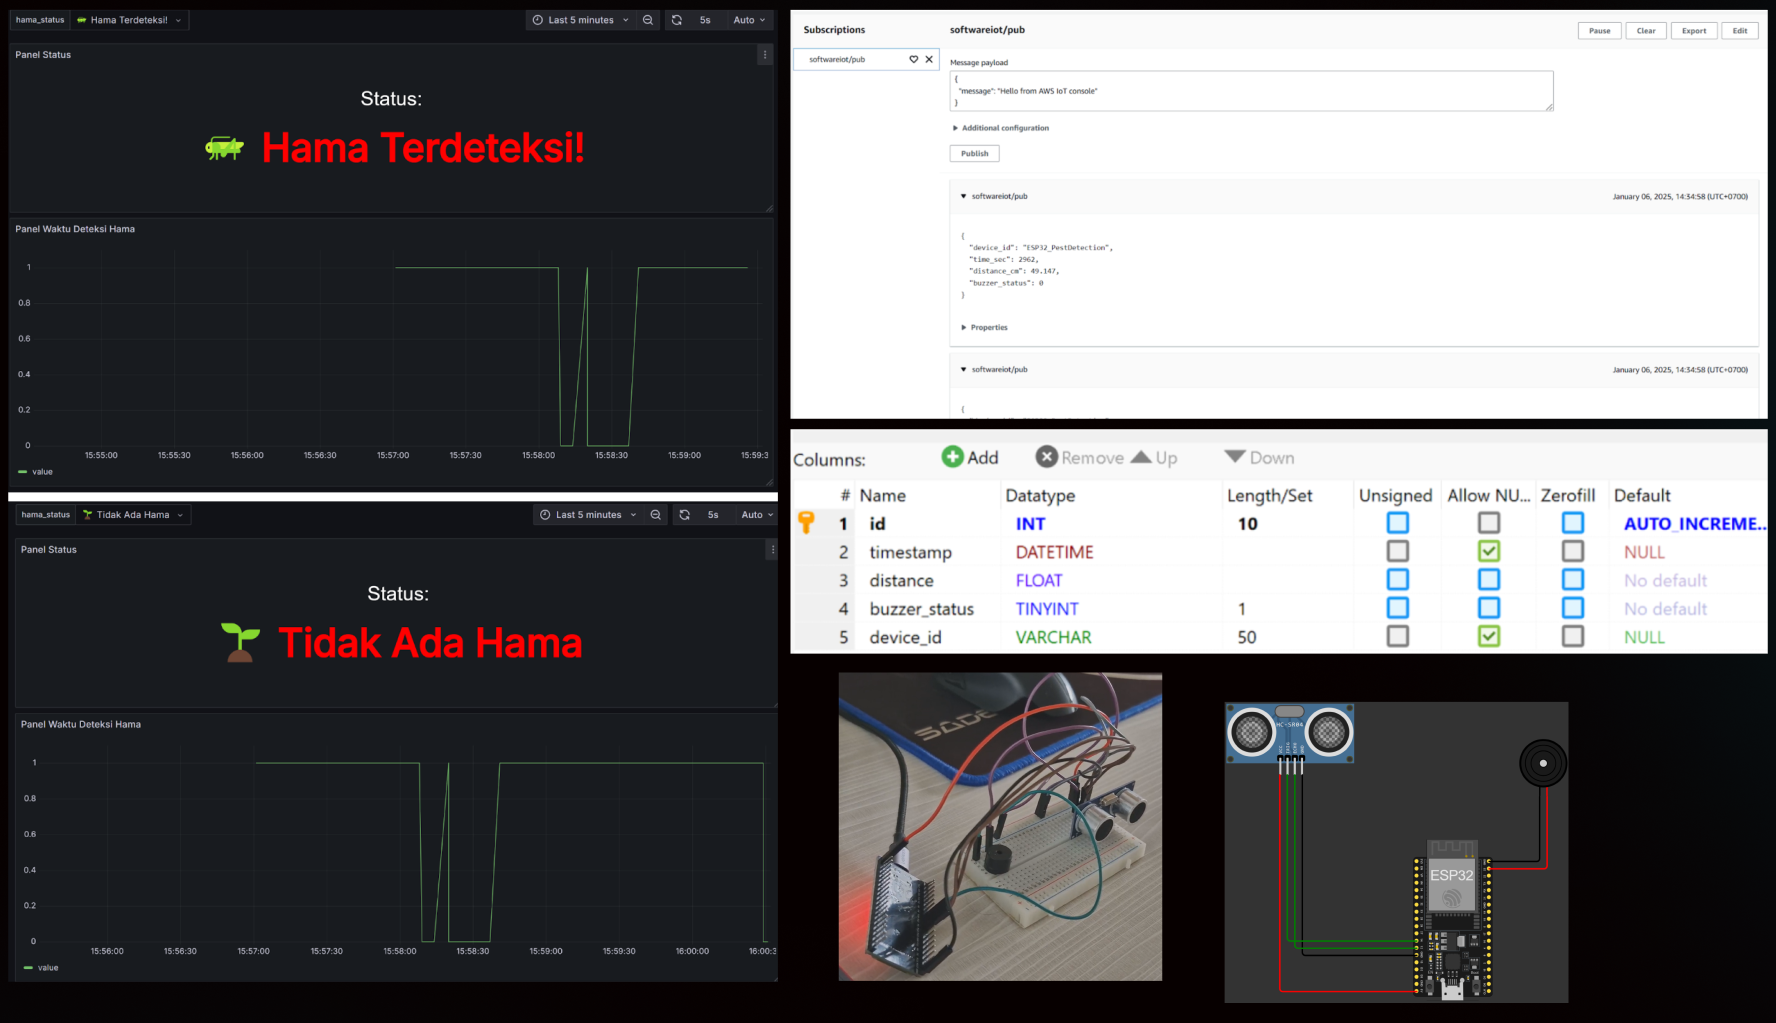 hama_status
Hama Terdeteksi!
Last 5 minutes
5s
Auto
Panel Status
Status:
Hama Terdeteksi!
Panel Waktu Deteksi Hama
1
0.8
0.6
0.4
0.2
0
15:55:00 15:55:30 15:56:00 15:56:30 15:57:00 15:57:30 15:58:00 15:58:30 15:59:00 15:59:3
value
hama_status
Tidak Ada Hama
Last 5 minutes
5s
Auto
Panel Status
Status:
Tidak Ada Hama
Panel Waktu Deteksi Hama
1
0.8
0.6
0.4
0.2
0
15:56:00 15:56:30 15:57:00 15:57:30 15:58:00 15:58:30 15:59:00 15:59:30 16:00:00 16:00:3
value
Subscriptions
softwareiot/pub
softwareiot/pub
Pause
Clear
Export
Edit
Message payload
{
"message": "Hello from AWS IoT console"
}
Additional configuration
Publish
softwareiot/pub
January 06, 2025, 14:34:58 (UTC+0700)
{
"device_id": "ESP32_PestDetection",
"time_sec": 2962,
"distance_cm": 49.147,
"buzzer_status": 0
}
Properties
softwareiot/pub
January 06, 2025, 14:34:58 (UTC+0700)
{
Columns: Add Remove Up Down
# Name Datatype Length/Set Unsigned Allow NU... Zerofill Default
1 id INT 10 AUTO_INCREME...
2 timestamp DATETIME NULL
3 distance FLOAT No default
4 buzzer_status TINYINT 1 No default
5 device_id VARCHAR 50 NULL
SADE
HC-SR04
ESP32